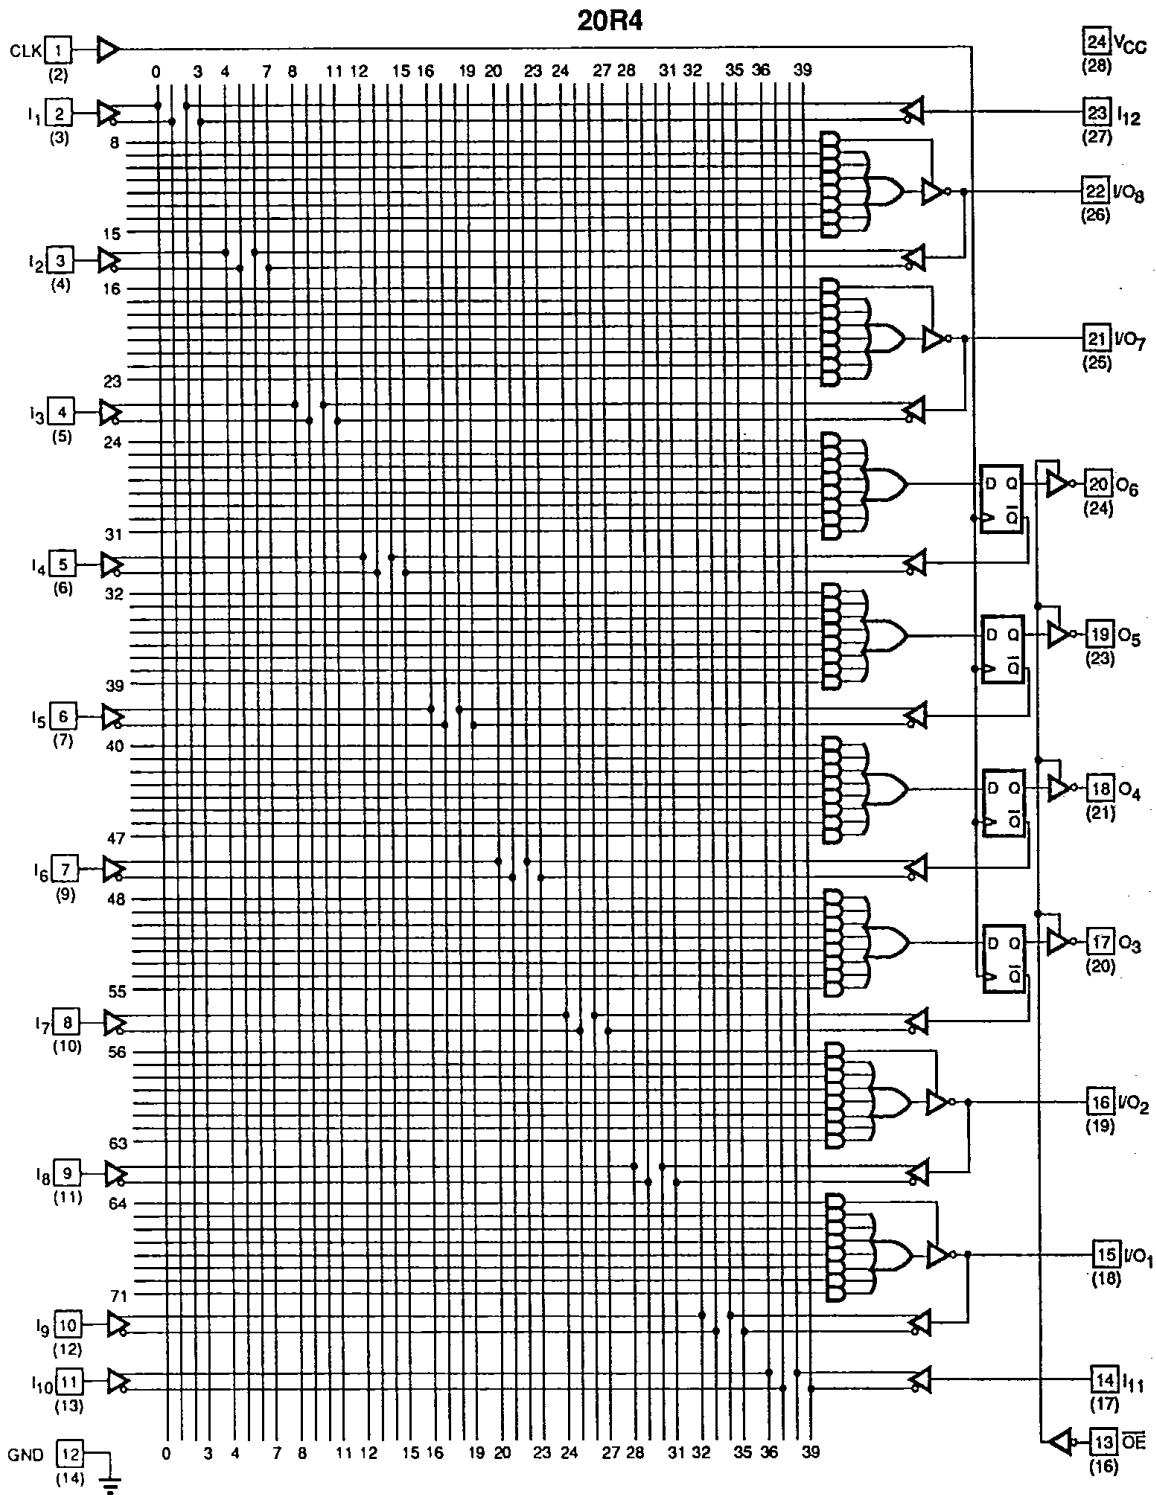 20R4
CLK 1 (2)
24 VCC (28)
0 3 4 7 8 11 12 15 16 19 20 23 24 27 28 31 32 35 36 39
I1 2 (3)
23 I12 (27)
8
22 I/O8 (26)
15
I2 3 (4)
16
21 I/O7 (25)
23
I3 4 (5)
24
D Q Q̅
20 O6 (24)
31
I4 5 (6)
32
D Q Q̅
19 O5 (23)
39
I5 6 (7)
40
D Q Q̅
18 O4 (21)
47
I6 7 (9)
48
D Q Q̅
17 O3 (20)
55
I7 8 (10)
56
16 I/O2 (19)
63
I8 9 (11)
64
15 I/O1 (18)
71
I9 10 (12)
I10 11 (13)
14 I11 (17)
0 3 4 7 8 11 12 15 16 19 20 23 24 27 28 31 32 35 36 39
GND 12 (14)
13 O̅E̅ (16)